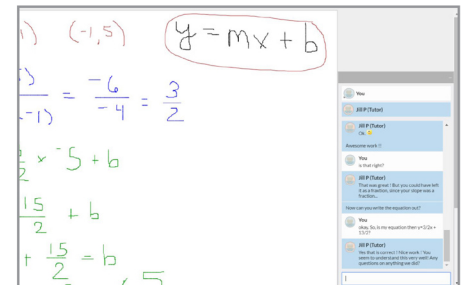 (-1,5)
y = mx + b
-1) = -6/-4 = 3/2
x -5 + b
15/2 + b
+ 15/2 = b
5
You
Jill P (Tutor)
Jill P (Tutor)
Ok.
Awesome work !!
You
is that right?
Jill P (Tutor)
That was great ! But you could have left
it as a fraction, since your slope was a
fraction...
How can you write the equation out?
You
okay. So, is my equation then y=3/2x +
15/2?
Jill P (Tutor)
Yes that is correct ! Nice work ! You
seem to understand this very well! Any
questions on anything we did?